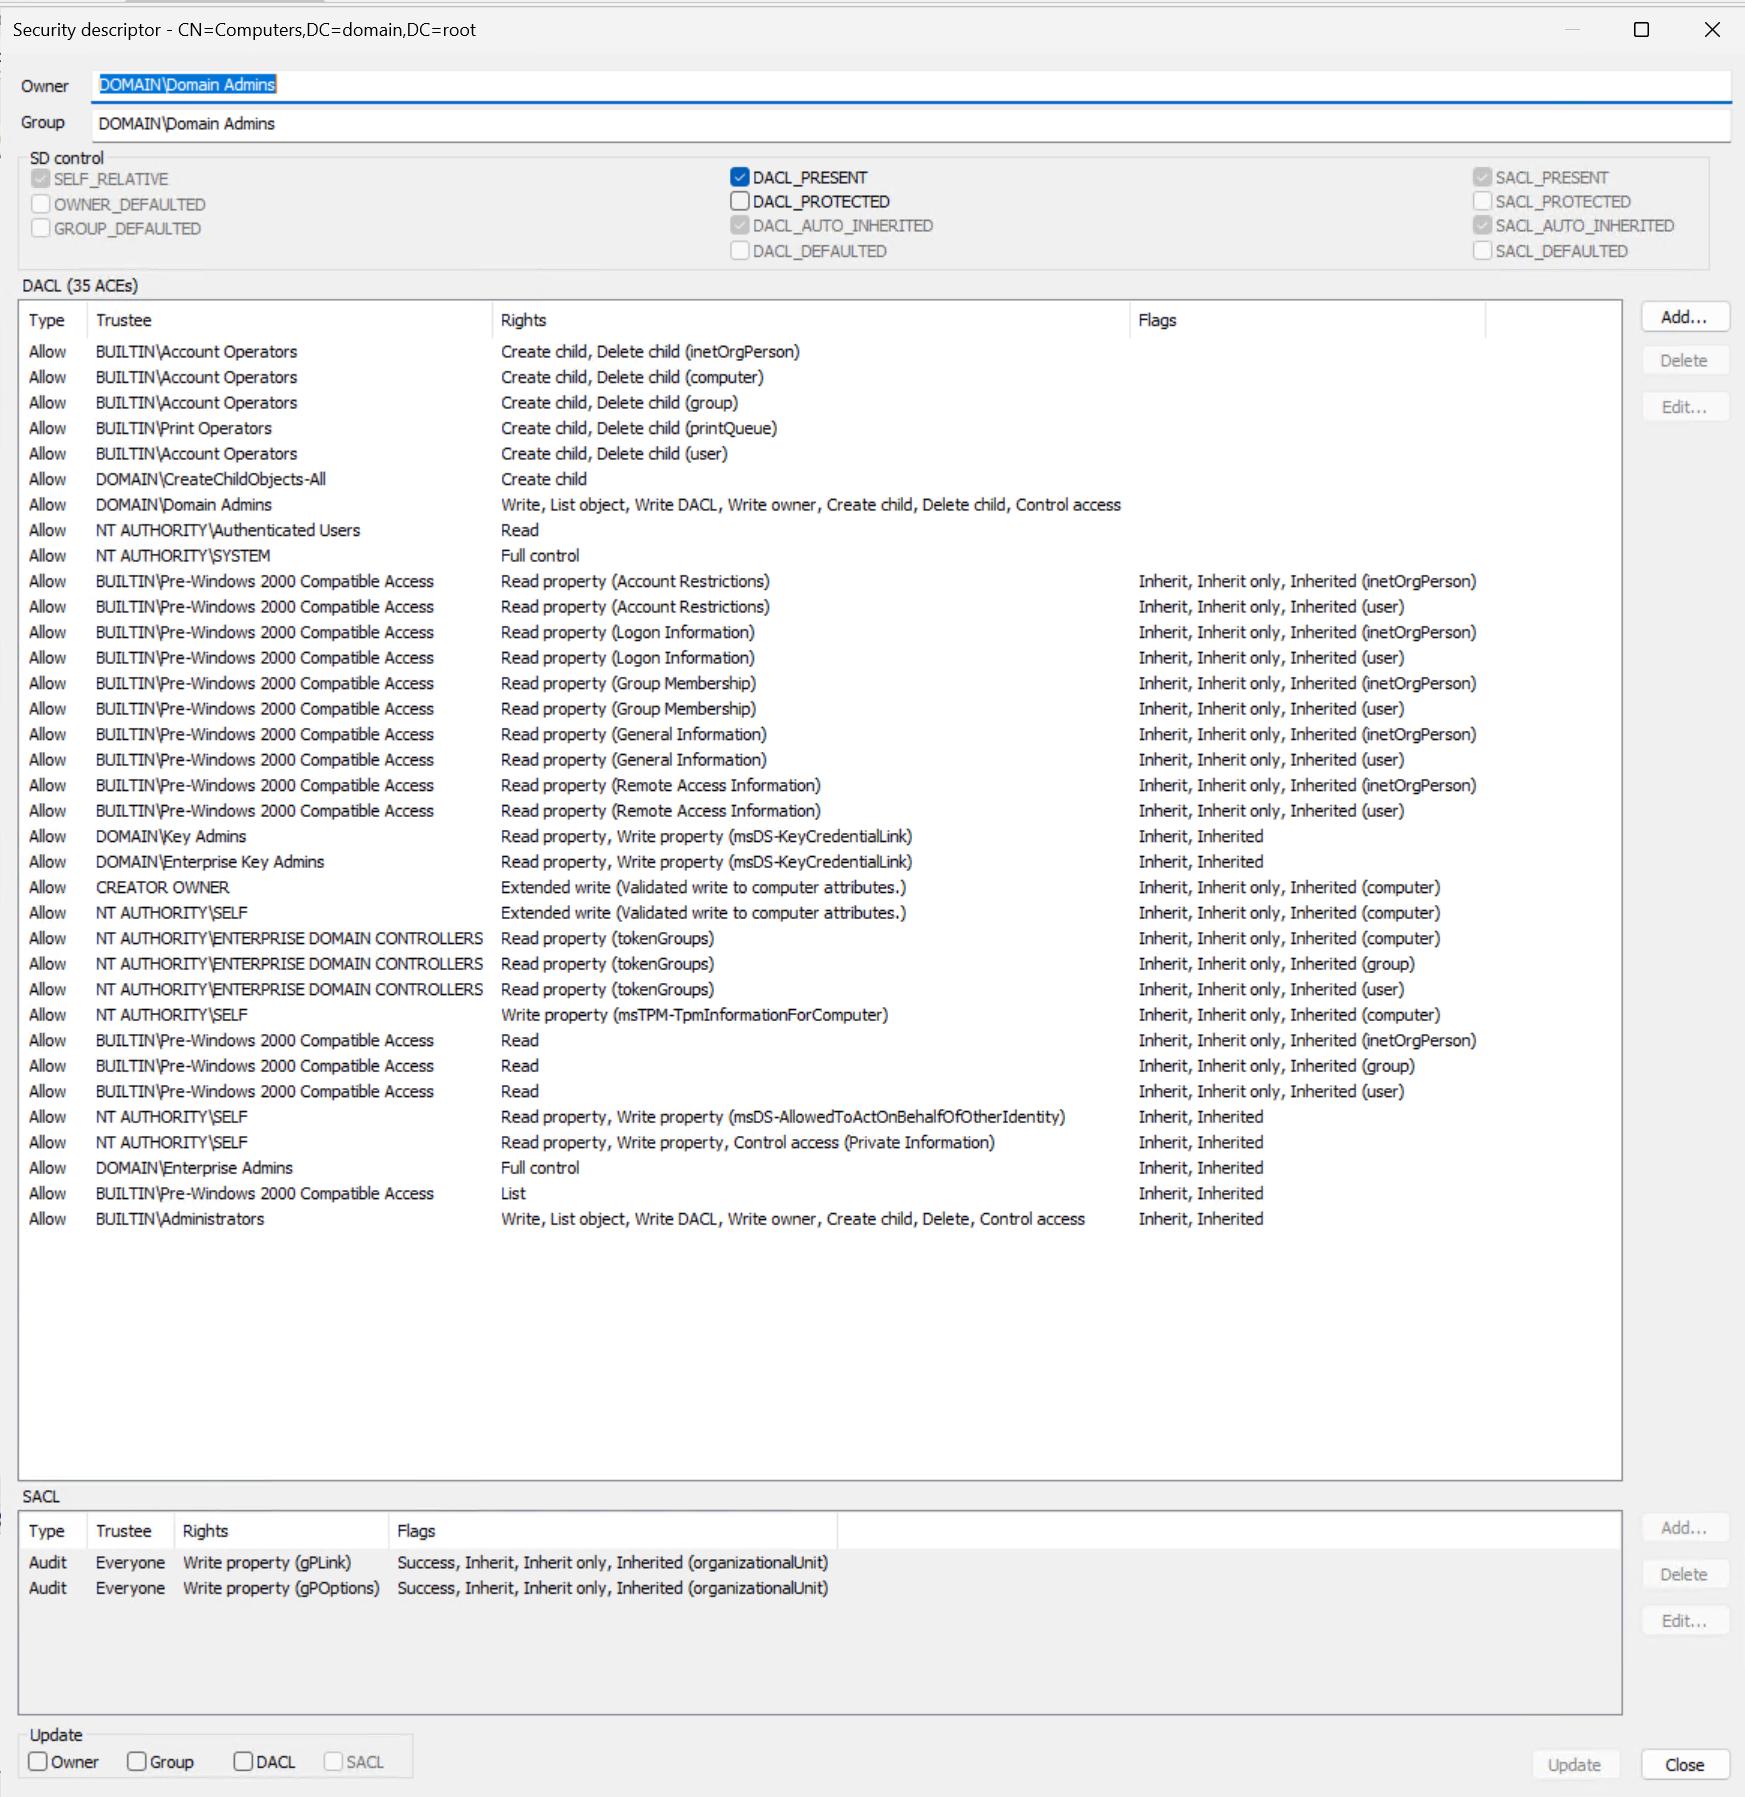 Security descriptor - CN=Computers,DC=domain,DC=root
Owner DOMAIN\Domain Admins
Group DOMAIN\Domain Admins
SD control
SELF_RELATIVE DACL_PRESENT SACL_PRESENT
OWNER_DEFAULTED DACL_PROTECTED SACL_PROTECTED
GROUP_DEFAULTED DACL_AUTO_INHERITED SACL_AUTO_INHERITED
DACL_DEFAULTED SACL_DEFAULTED
DACL (35 ACEs)
Type Trustee Rights Flags Add...
Allow BUILTIN\Account Operators Create child, Delete child (inetOrgPerson) Delete
Allow BUILTIN\Account Operators Create child, Delete child (computer)
Allow BUILTIN\Account Operators Create child, Delete child (group) Edit...
Allow BUILTIN\Print Operators Create child, Delete child (printQueue)
Allow BUILTIN\Account Operators Create child, Delete child (user)
Allow DOMAIN\CreateChildObjects-All Create child
Allow DOMAIN\Domain Admins Write, List object, Write DACL, Write owner, Create child, Delete child, Control access
Allow NT AUTHORITY\Authenticated Users Read
Allow NT AUTHORITY\SYSTEM Full control
Allow BUILTIN\Pre-Windows 2000 Compatible Access Read property (Account Restrictions) Inherit, Inherit only, Inherited (inetOrgPerson)
Allow BUILTIN\Pre-Windows 2000 Compatible Access Read property (Account Restrictions) Inherit, Inherit only, Inherited (user)
Allow BUILTIN\Pre-Windows 2000 Compatible Access Read property (Logon Information) Inherit, Inherit only, Inherited (inetOrgPerson)
Allow BUILTIN\Pre-Windows 2000 Compatible Access Read property (Logon Information) Inherit, Inherit only, Inherited (user)
Allow BUILTIN\Pre-Windows 2000 Compatible Access Read property (Group Membership) Inherit, Inherit only, Inherited (inetOrgPerson)
Allow BUILTIN\Pre-Windows 2000 Compatible Access Read property (Group Membership) Inherit, Inherit only, Inherited (user)
Allow BUILTIN\Pre-Windows 2000 Compatible Access Read property (General Information) Inherit, Inherit only, Inherited (inetOrgPerson)
Allow BUILTIN\Pre-Windows 2000 Compatible Access Read property (General Information) Inherit, Inherit only, Inherited (user)
Allow BUILTIN\Pre-Windows 2000 Compatible Access Read property (Remote Access Information) Inherit, Inherit only, Inherited (inetOrgPerson)
Allow BUILTIN\Pre-Windows 2000 Compatible Access Read property (Remote Access Information) Inherit, Inherit only, Inherited (user)
Allow DOMAIN\Key Admins Read property, Write property (msDS-KeyCredentialLink) Inherit, Inherited
Allow DOMAIN\Enterprise Key Admins Read property, Write property (msDS-KeyCredentialLink) Inherit, Inherited
Allow CREATOR OWNER Extended write (Validated write to computer attributes.) Inherit, Inherit only, Inherited (computer)
Allow NT AUTHORITY\SELF Extended write (Validated write to computer attributes.) Inherit, Inherit only, Inherited (computer)
Allow NT AUTHORITY\ENTERPRISE DOMAIN CONTROLLERS Read property (tokenGroups) Inherit, Inherit only, Inherited (computer)
Allow NT AUTHORITY\ENTERPRISE DOMAIN CONTROLLERS Read property (tokenGroups) Inherit, Inherit only, Inherited (group)
Allow NT AUTHORITY\ENTERPRISE DOMAIN CONTROLLERS Read property (tokenGroups) Inherit, Inherit only, Inherited (user)
Allow NT AUTHORITY\SELF Write property (msTPM-TpmInformationForComputer) Inherit, Inherit only, Inherited (computer)
Allow BUILTIN\Pre-Windows 2000 Compatible Access Read Inherit, Inherit only, Inherited (inetOrgPerson)
Allow BUILTIN\Pre-Windows 2000 Compatible Access Read Inherit, Inherit only, Inherited (group)
Allow BUILTIN\Pre-Windows 2000 Compatible Access Read Inherit, Inherit only, Inherited (user)
Allow NT AUTHORITY\SELF Read property, Write property (msDS-AllowedToActOnBehalfOfOtherIdentity) Inherit, Inherited
Allow NT AUTHORITY\SELF Read property, Write property, Control access (Private Information) Inherit, Inherited
Allow DOMAIN\Enterprise Admins Full control Inherit, Inherited
Allow BUILTIN\Pre-Windows 2000 Compatible Access List Inherit, Inherited
Allow BUILTIN\Administrators Write, List object, Write DACL, Write owner, Create child, Delete, Control access Inherit, Inherited
SACL
Type Trustee Rights Flags Add...
Audit Everyone Write property (gPLink) Success, Inherit, Inherit only, Inherited (organizationalUnit) Delete
Audit Everyone Write property (gPOptions) Success, Inherit, Inherit only, Inherited (organizationalUnit)
Edit...
Update
Owner Group DACL SACL Update Close